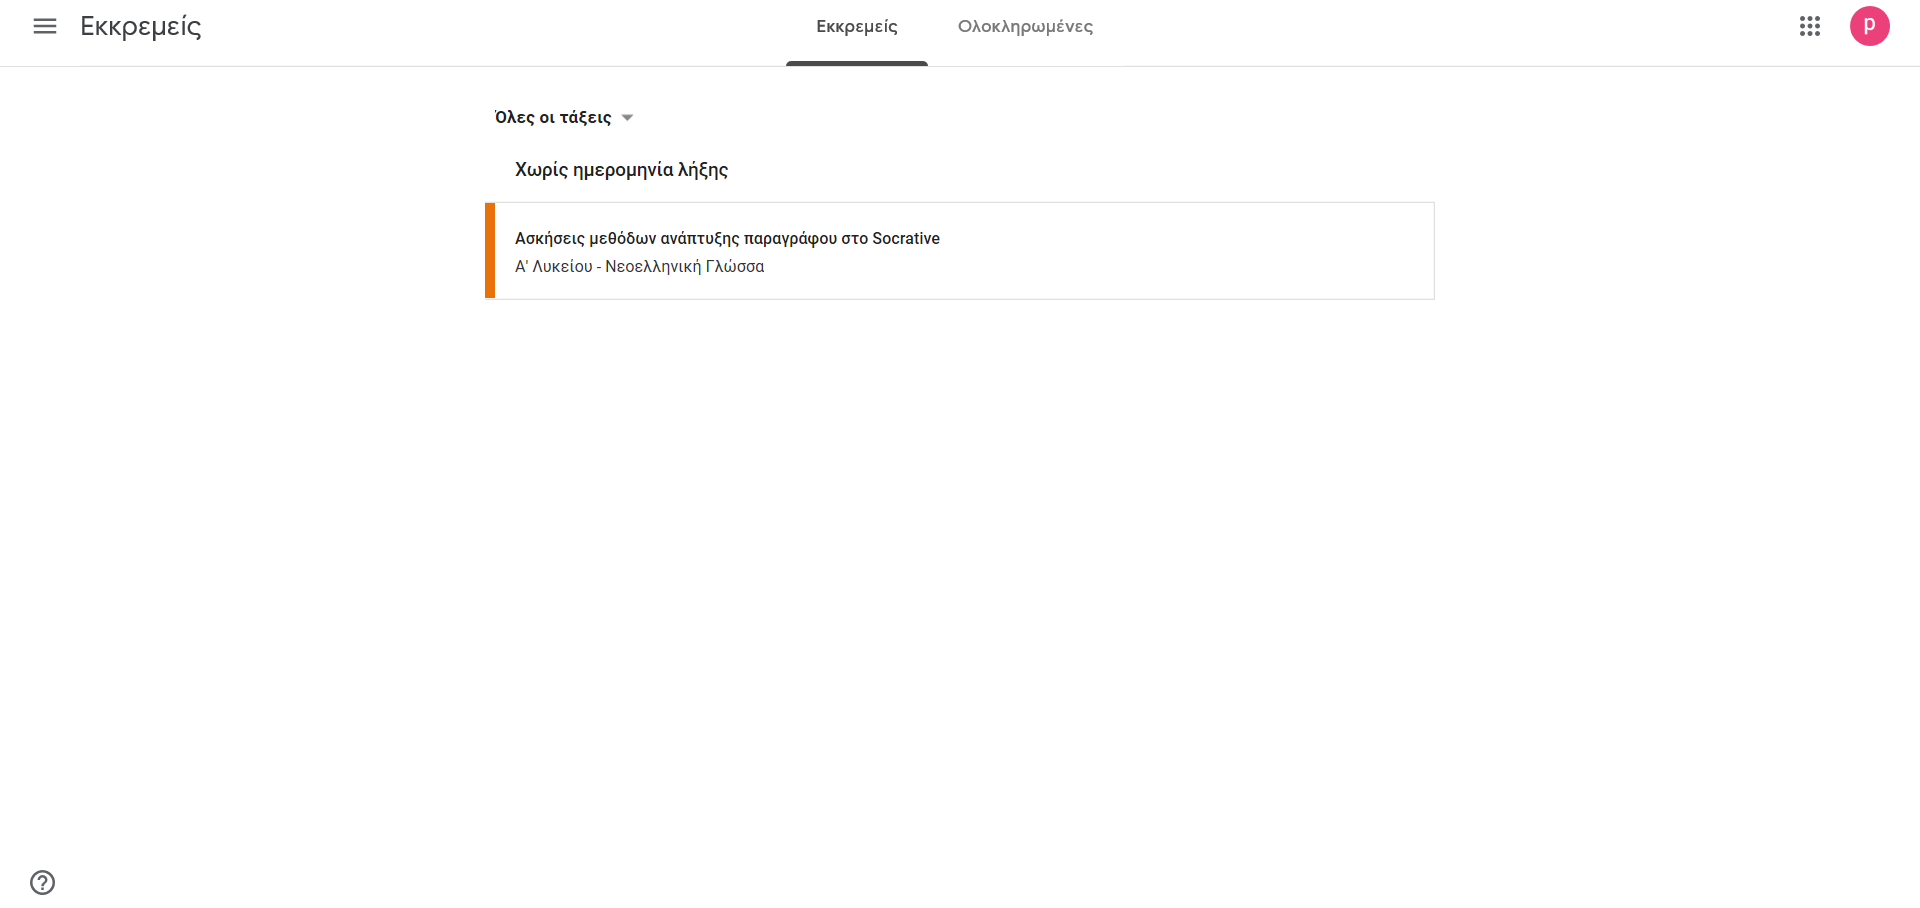 Εκκρεμείς
Εκκρεμείς
Ολοκληρωμένες
p
Όλες οι τάξεις
Χωρίς ημερομηνία λήξης
Ασκήσεις μεθόδων ανάπτυξης παραγράφου στο Socrative
Α' Λυκείου - Νεοελληνική Γλώσσα